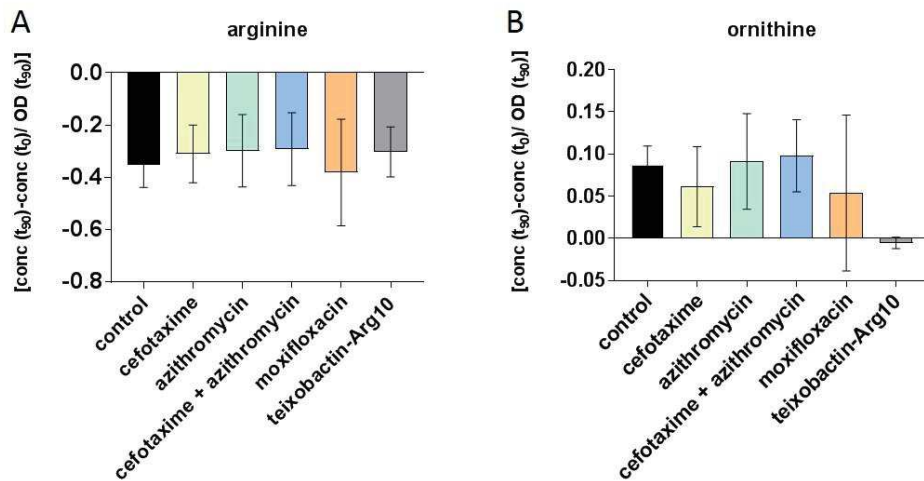 A
arginine
[conc (t90)-conc (t0)/ OD (t90)]
0.0
-0.2
-0.4
-0.6
-0.8
control
cefotaxime
azithromycin
cefotaxime + azithromycin
moxifloxacin
teixobactin-Arg10
B
ornithine
[conc (t90)-conc (t0)/ OD (t90)]
0.20
0.15
0.10
0.05
0.00
-0.05
control
cefotaxime
azithromycin
cefotaxime + azithromycin
moxifloxacin
teixobactin-Arg10